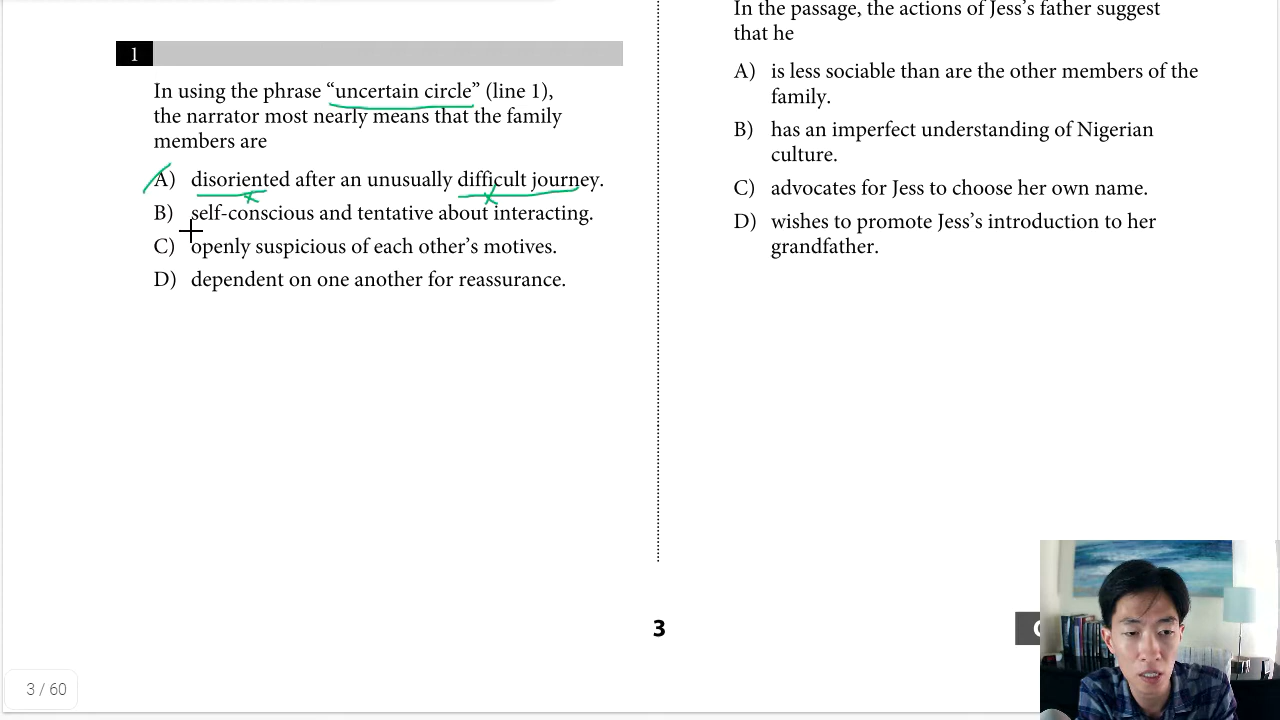 1
In using the phrase “uncertain circle” (line 1),
the narrator most nearly means that the family
members are
A) disoriented after an unusually difficult journey.
B) self-conscious and tentative about interacting.
C) openly suspicious of each other’s motives.
D) dependent on one another for reassurance.
In the passage, the actions of Jess’s father suggest
that he
A) is less sociable than are the other members of the
family.
B) has an imperfect understanding of Nigerian
culture.
C) advocates for Jess to choose her own name.
D) wishes to promote Jess’s introduction to her
grandfather.
3
3 / 60